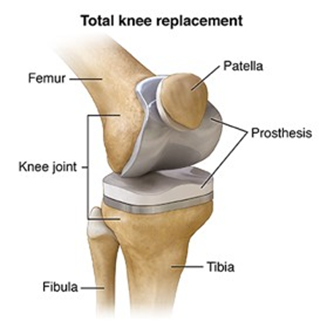 Total knee replacement
Patella
Femur
Prosthesis
Knee joint
Tibia
Fibula